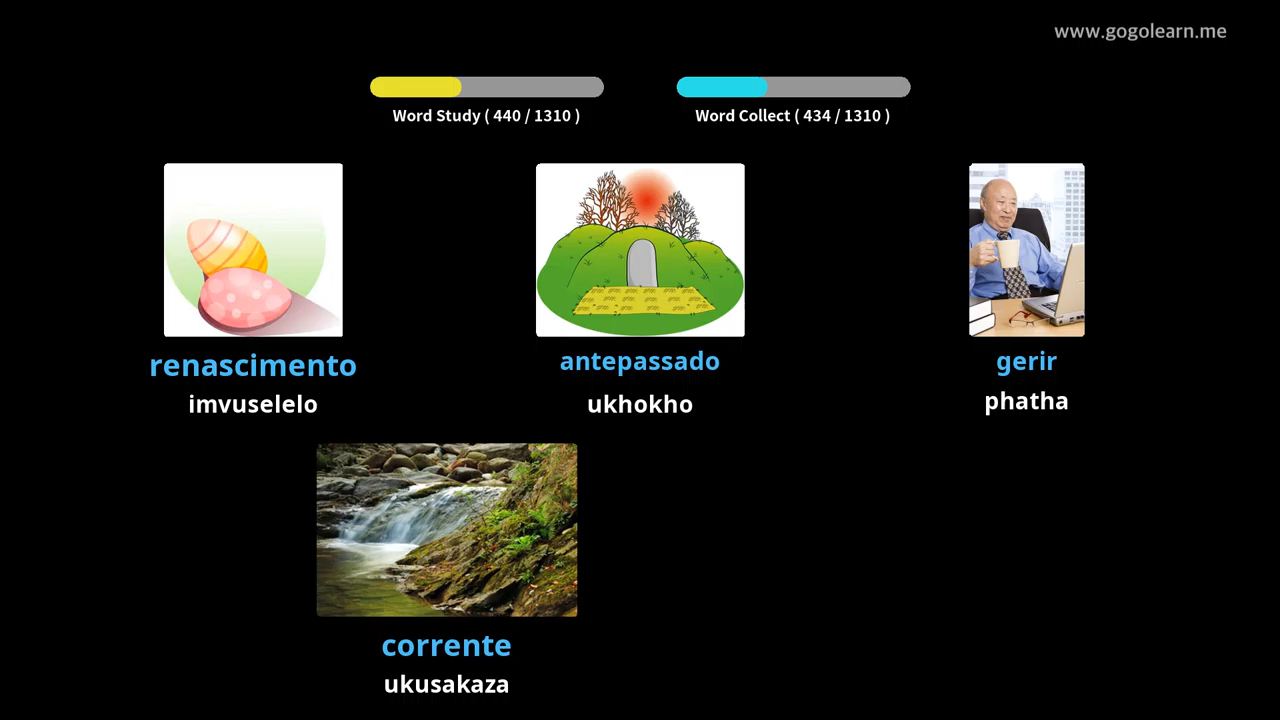 www.gogolearn.me
Word Study ( 440 / 1310 )
Word Collect ( 434 / 1310 )
renascimento
imvuselelo
antepassado
ukhokho
gerir
phatha
corrente
ukusakaza